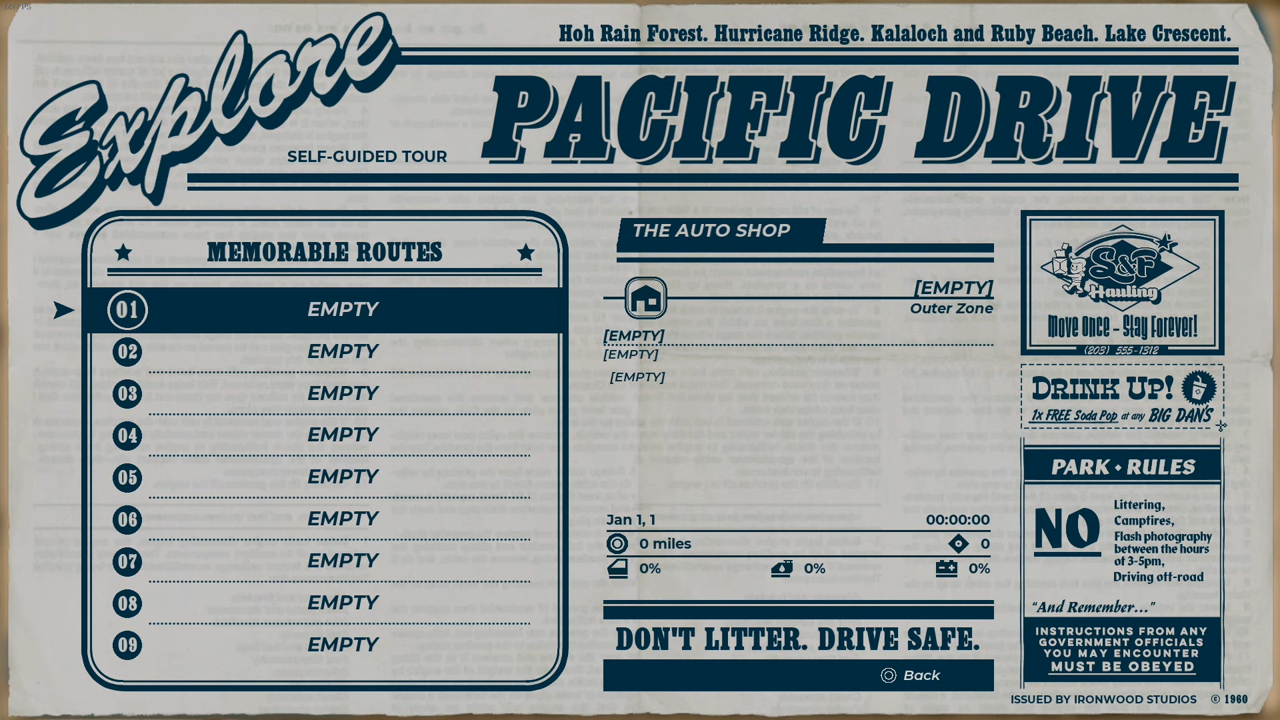 Explore
Hoh Rain Forest. Hurricane Ridge. Kalaloch and Ruby Beach. Lake Crescent.
PACIFIC DRIVE
SELF-GUIDED TOUR
MEMORABLE ROUTES
01 EMPTY
02 EMPTY
03 EMPTY
04 EMPTY
05 EMPTY
06 EMPTY
07 EMPTY
08 EMPTY
09 EMPTY
THE AUTO SHOP
[EMPTY]
Outer Zone
[EMPTY]
[EMPTY]
[EMPTY]
Jan 1, 1 00:00:00
0 miles 0
0% 0% 0%
DON'T LITTER. DRIVE SAFE.
Back
S&F
Hauling
Move Once - Stay Forever!
(203) 555-1312
DRINK UP!
1x FREE Soda Pop at any BIG DAN'S
PARK • RULES
NO
Littering,
Campfires,
Flash photography
between the hours
of 3-5pm,
Driving off-road
"And Remember..."
INSTRUCTIONS FROM ANY
GOVERNMENT OFFICIALS
YOU MAY ENCOUNTER
MUST BE OBEYED
ISSUED BY IRONWOOD STUDIOS © 1960